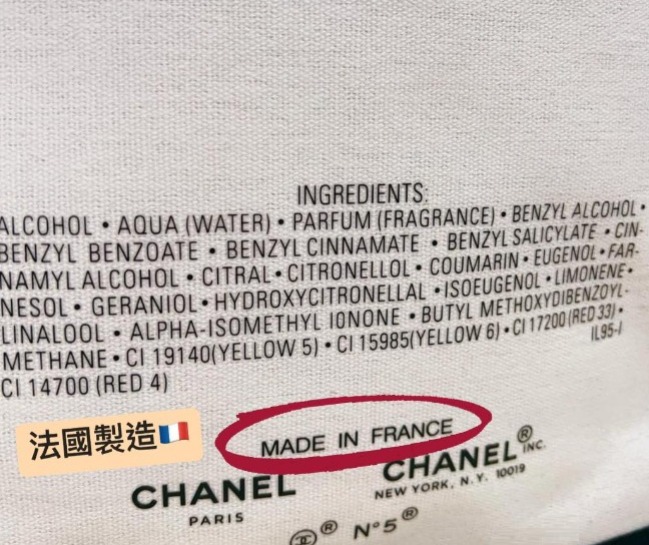 INGREDIENTS:
ALCOHOL • AQUA (WATER) • PARFUM (FRAGRANCE) • BENZYL ALCOHOL •
BENZYL BENZOATE • BENZYL CINNAMATE • BENZYL SALICYLATE • CIN-
NAMYL ALCOHOL • CITRAL • CITRONELLOL • COUMARIN • EUGENOL • FAR-
NESOL • GERANIOL • HYDROXYCITRONELLAL • ISOEUGENOL • LIMONENE •
LINALOOL • ALPHA-ISOMETHYL IONONE • BUTYL METHOXYDIBENZOYL-
METHANE • CI 19140(YELLOW 5) • CI 15985(YELLOW 6) • CI 17200 (RED 33) •
CI 14700 (RED 4)
IL95-I
法國製造🇫🇷
MADE IN FRANCE
CHANEL
PARIS
CHANEL® INC.
NEW YORK, N.Y. 10019
® N°5®